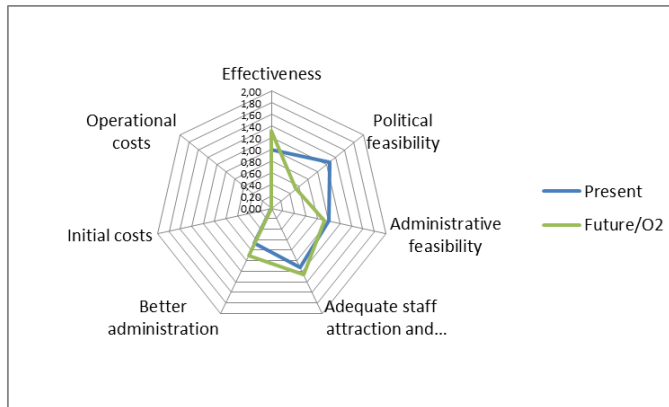 Effectiveness
2,00
1,80
1,60
1,40
1,20
1,00
0,80
0,60
0,40
0,20
0,00
Political
feasibility
Administrative
feasibility
Adequate staff
attraction and...
Better
administration
Initial costs
Operational
costs
Present
Future/O2